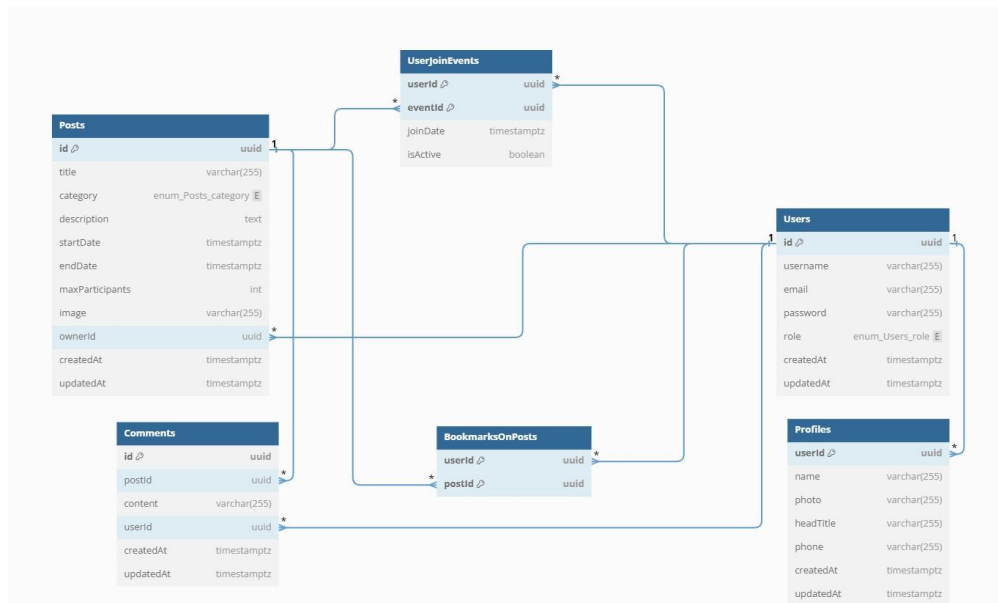 UserJoinEvents
userId uuid *
* eventId uuid
joinDate timestamptz
isActive boolean
Posts
id uuid 1
title varchar(255)
category enum_Posts_category E
description text
startDate timestamptz
endDate timestamptz
maxParticipants int
image varchar(255)
ownerId uuid *
createdAt timestamptz
updatedAt timestamptz
Users
1 id uuid 1
username varchar(255)
email varchar(255)
password varchar(255)
role enum_Users_role E
createdAt timestamptz
updatedAt timestamptz
Comments
id uuid
postId uuid *
content varchar(255)
userId uuid *
createdAt timestamptz
updatedAt timestamptz
BookmarksOnPosts
userId uuid *
* postId uuid
Profiles
userId uuid *
name varchar(255)
photo varchar(255)
headTitle varchar(255)
phone varchar(255)
createdAt timestamptz
updatedAt timestamptz